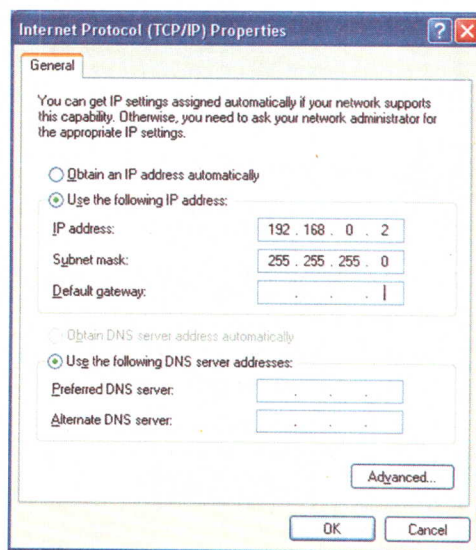 Internet Protocol (TCP/IP) Properties
General
You can get IP settings assigned automatically if your network supports
this capability. Otherwise, you need to ask your network administrator for
the appropriate IP settings.
Obtain an IP address automatically
Use the following IP address:
IP address: 192 . 168 . 0 . 2
Subnet mask: 255 . 255 . 255 . 0
Default gateway: . . .
Obtain DNS server address automatically
Use the following DNS server addresses:
Preferred DNS server: . . .
Alternate DNS server: . . .
Advanced...
OK Cancel